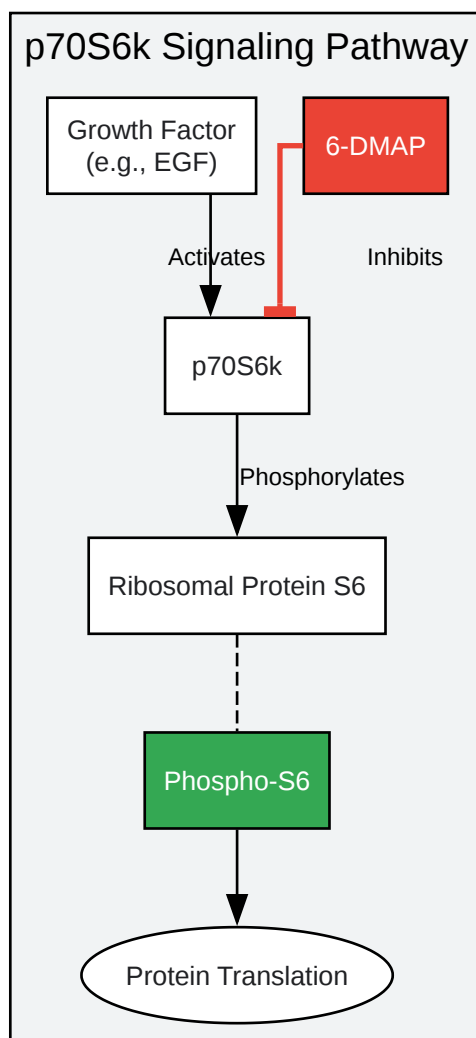 p70S6k Signaling Pathway
Growth Factor
(e.g., EGF)
6-DMAP
Activates
Inhibits
p70S6k
Phosphorylates
Ribosomal Protein S6
Phospho-S6
Protein Translation